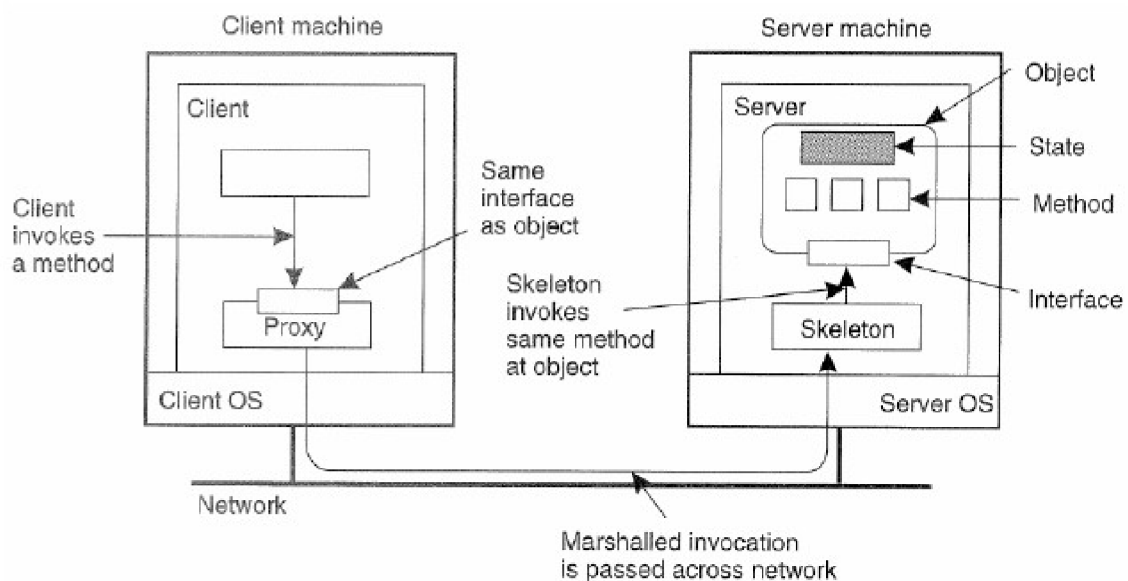 Client machine
Server machine
Object
Client
Server
State
Same
interface
as object
Client
invokes
a method
Method
Skeleton
invokes
same method
at object
Interface
Proxy
Skeleton
Client OS
Server OS
Network
Marshalled invocation
is passed across network